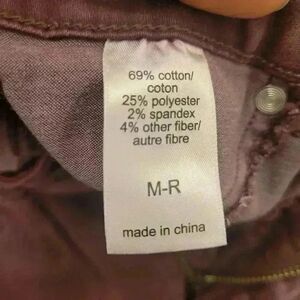 69% cotton/
coton
25% polyester
2% spandex
4% other fiber/
autre fibre
M-R
made in china